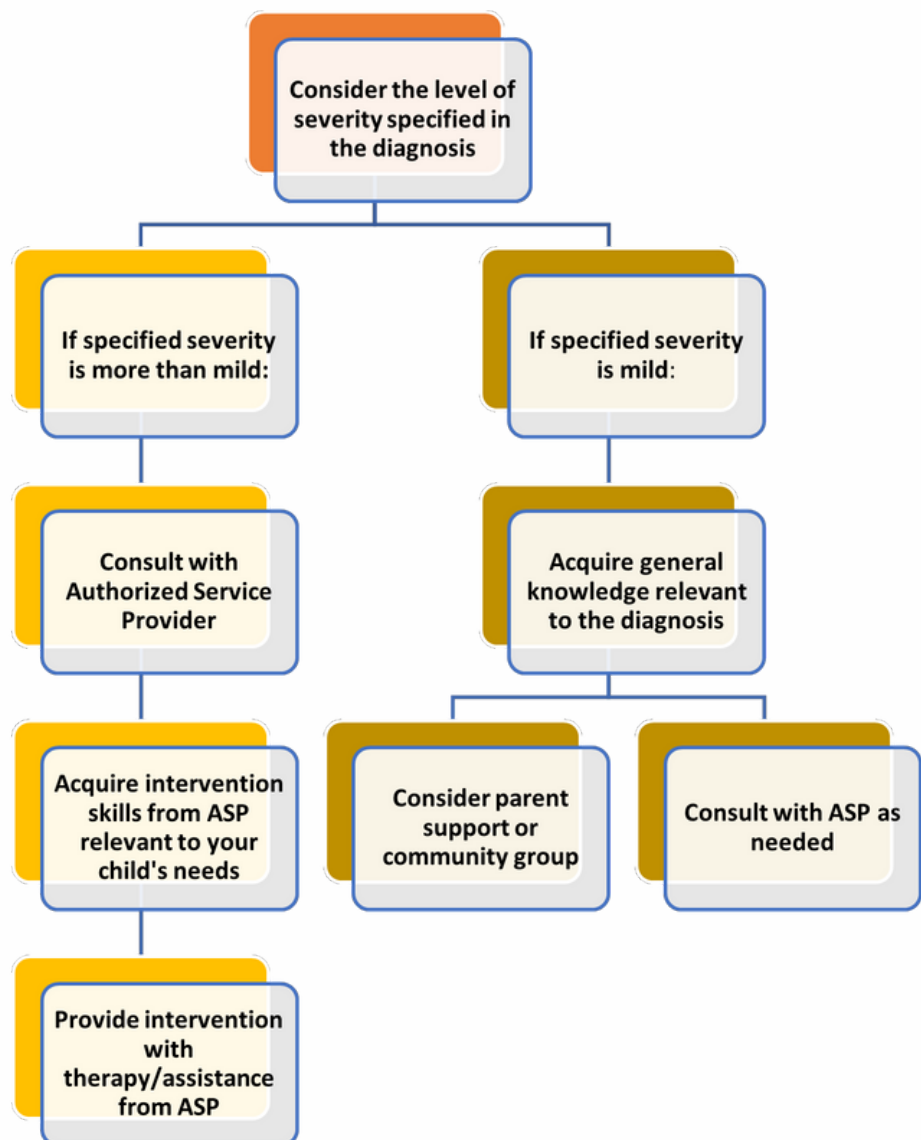 Consider the level of
severity specified in
the diagnosis
If specified severity
is more than mild:
If specified severity
is mild:
Consult with
Authorized Service
Provider
Acquire general
knowledge relevant
to the diagnosis
Acquire intervention
skills from ASP
relevant to your
child's needs
Consider parent
support or
community group
Consult with ASP as
needed
Provide intervention
with
therapy/assistance
from ASP